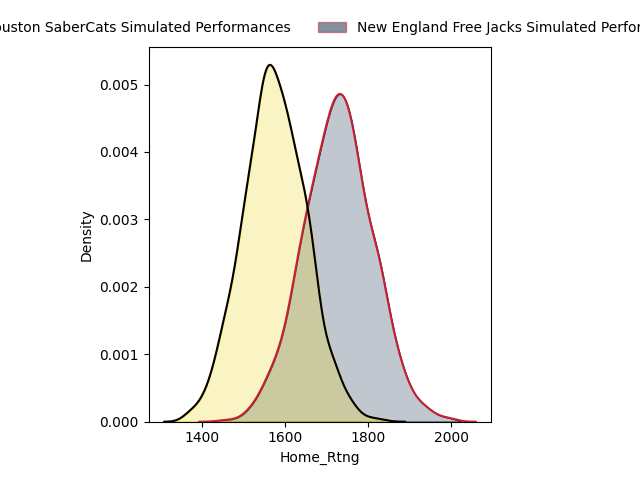 ouston SaberCats Simulated Performances
New England Free Jacks Simulated Perfor
0.005
0.004
0.003
0.002
0.001
0.000
Density
1400 1600 1800 2000
Home_Rtng